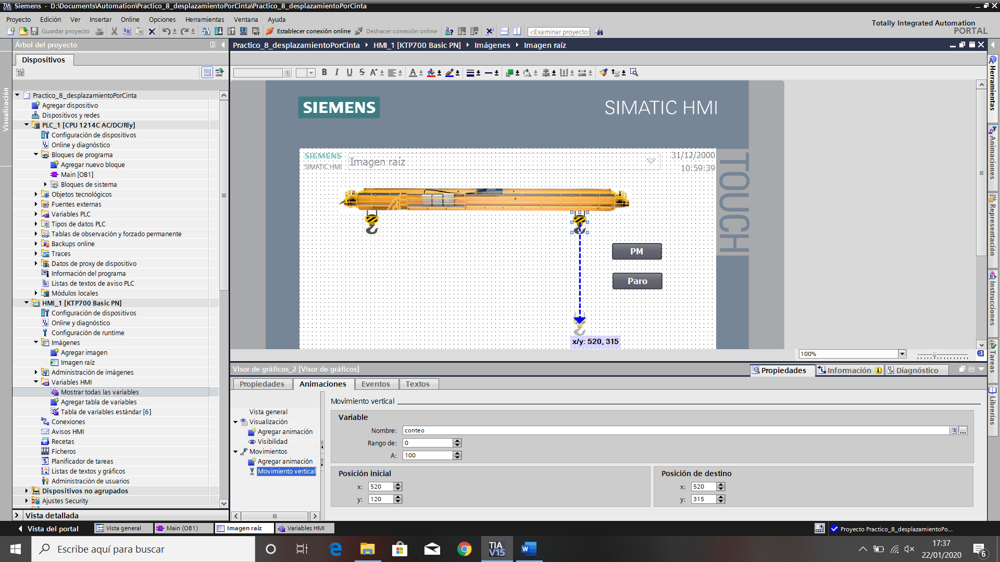 Siemens - D:\Documents\Automation\Practico_8_desplazamientoPorCinta\Practico_8_desplazamientoPorCinta
Proyecto Edición Ver Insertar Online Opciones Herramientas Ventana Ayuda
Totally Integrated Automation
PORTAL
Guardar proyecto Establecer conexión online Deshacer conexión online <Examinar proyecto>
Árbol del proyecto
Practico_8_desplazamientoPorCinta HMI_1 [KTP700 Basic PN] Imágenes Imagen raíz
Dispositivos
Visualización
Practico_8_desplazamientoPorCinta
Agregar dispositivo
Dispositivos y redes
PLC_1 [CPU 1214C AC/DC/Rly]
Configuración de dispositivos
Online y diagnóstico
Bloques de programa
Agregar nuevo bloque
Main [OB1]
Bloques de sistema
Objetos tecnológicos
Fuentes externas
Variables PLC
Tipos de datos PLC
Tablas de observación y forzado permanente
Backups online
Traces
Datos de proxy de dispositivo
Información del programa
Listas de textos de aviso PLC
Módulos locales
HMI_1 [KTP700 Basic PN]
Configuración de dispositivos
Online y diagnóstico
Configuración de runtime
Imágenes
Agregar imagen
Imagen raíz
Administración de imágenes
Variables HMI
Mostrar todas las variables
Agregar tabla de variables
Tabla de variables estándar [6]
Conexiones
Avisos HMI
Recetas
Ficheros
Planificador de tareas
Listas de textos y gráficos
Administración de usuarios
Dispositivos no agrupados
Ajustes Security
Vista detallada
B I U S A A
SIEMENS
SIMATIC HMI
SIEMENS
SIMATIC HMI
Imagen raíz
31/12/2000
10:59:39
TOUCH
PM
Paro
x/y: 520, 315
100%
Herramientas
Animaciones
Representación
Instrucciones
Tareas
Librerías
Visor de gráficos_2 [Visor de gráficos]
Propiedades Información Diagnóstico
Propiedades Animaciones Eventos Textos
Vista general
Visualización
Agregar animación
Visibilidad
Movimientos
Agregar animación
Movimiento vertical
Movimiento vertical
Variable
Nombre: conteo
Rango de: 0
A: 100
Posición inicial
x: 520
y: 120
Posición de destino
x: 520
y: 315
Vista del portal Vista general Main (OB1) Imagen raíz Variables HMI
Proyecto Practico_8_desplazamientoPo...
Escribe aquí para buscar
TIA
V15
17:37
22/01/2020
6